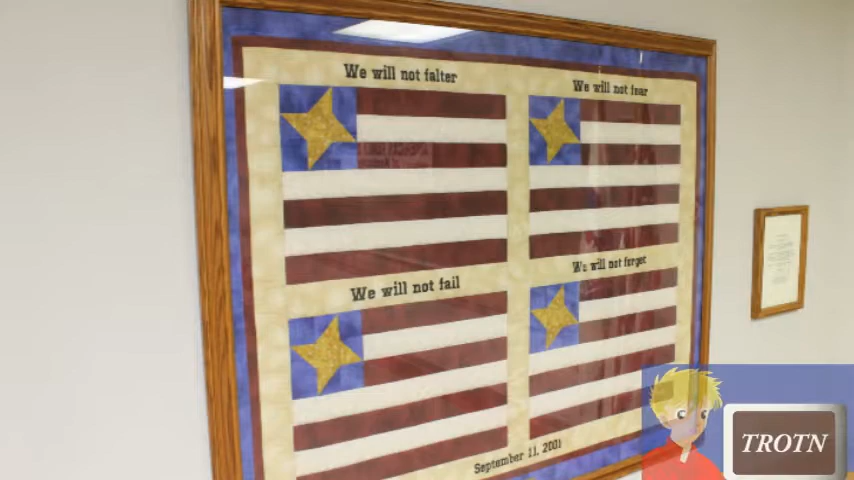 We will not falter
We will not fear
We will not fail
We will not forget
September 11, 2001
TROTN